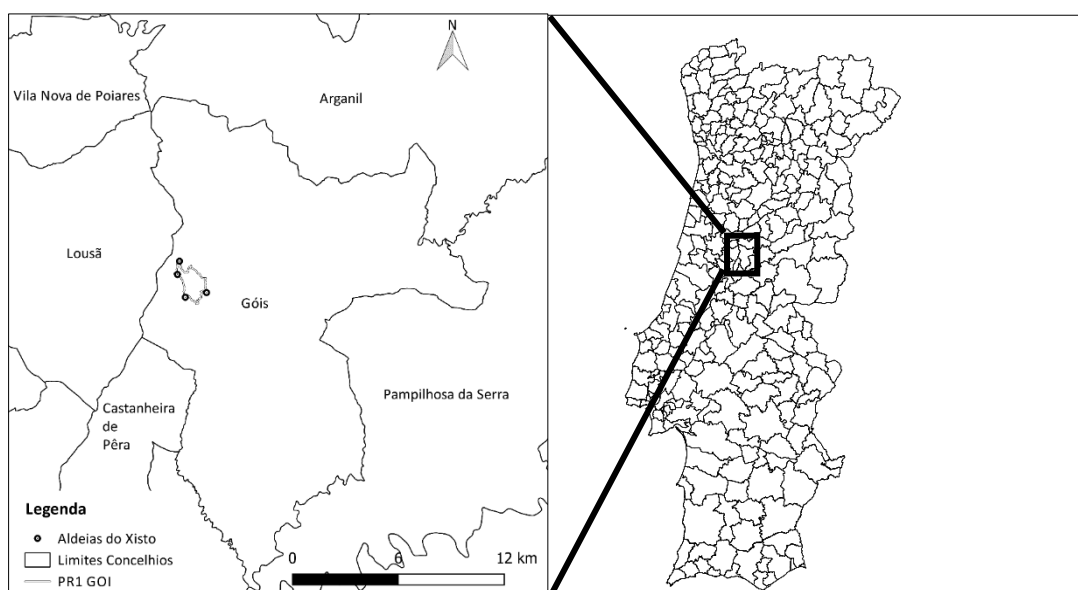 N
Vila Nova de Poiares
Arganil
Lousã
Góis
Pampilhosa da Serra
Castanheira
de
Pêra
Legenda
Aldeias do Xisto
Limites Concelhios
PR1 GOI
0 6 12 km